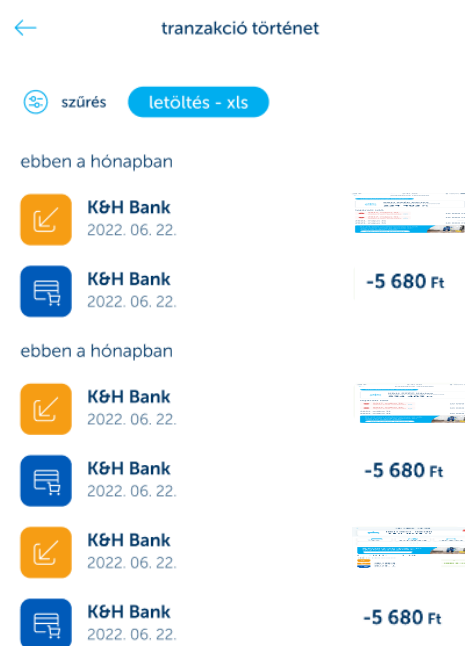 tranzakció történet
szűrés
letöltés - xls
ebben a hónapban
K&H Bank
2022. 06. 22.
K&H Bank
-5 680 Ft
2022. 06. 22.
ebben a hónapban
K&H Bank
2022. 06. 22.
K&H Bank
-5 680 Ft
2022. 06. 22.
K&H Bank
2022. 06. 22.
K&H Bank
-5 680 Ft
2022. 06. 22.